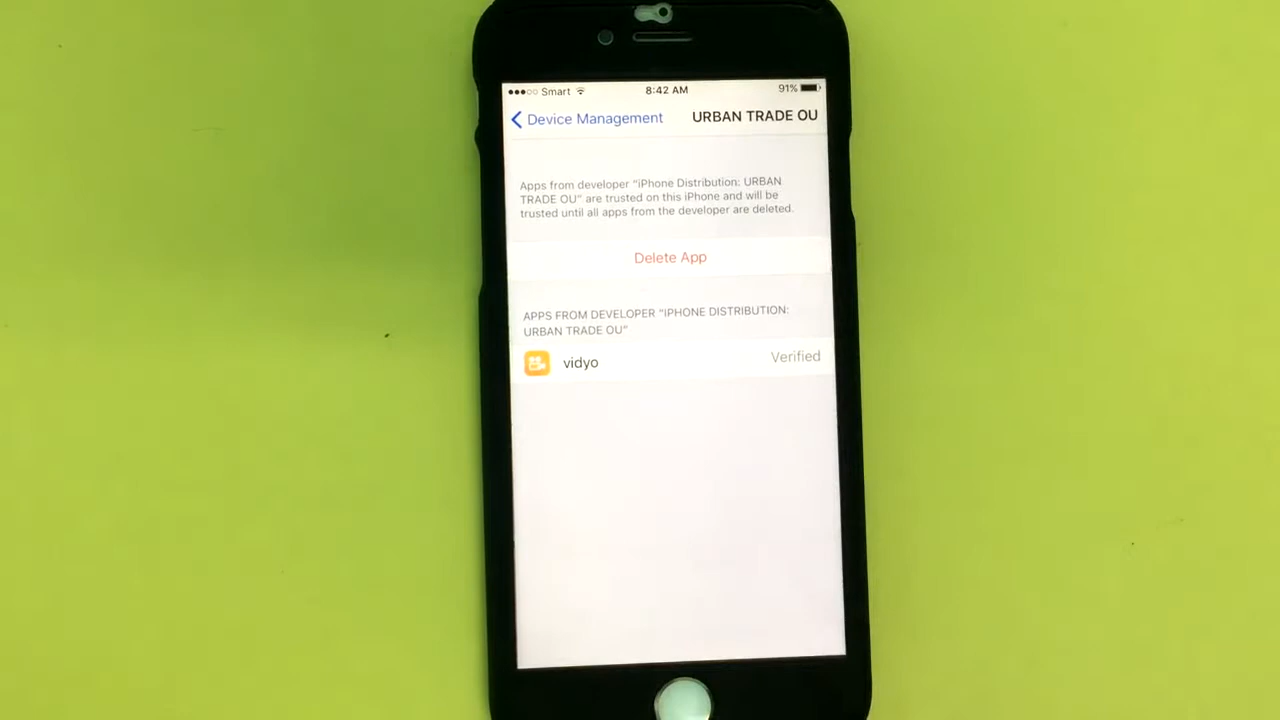 Smart 8:42 AM 91%
Device Management URBAN TRADE OU
Apps from developer “iPhone Distribution: URBAN
TRADE OU” are trusted on this iPhone and will be
trusted until all apps from the developer are deleted.
Delete App
APPS FROM DEVELOPER “IPHONE DISTRIBUTION:
URBAN TRADE OU”
vidyo Verified